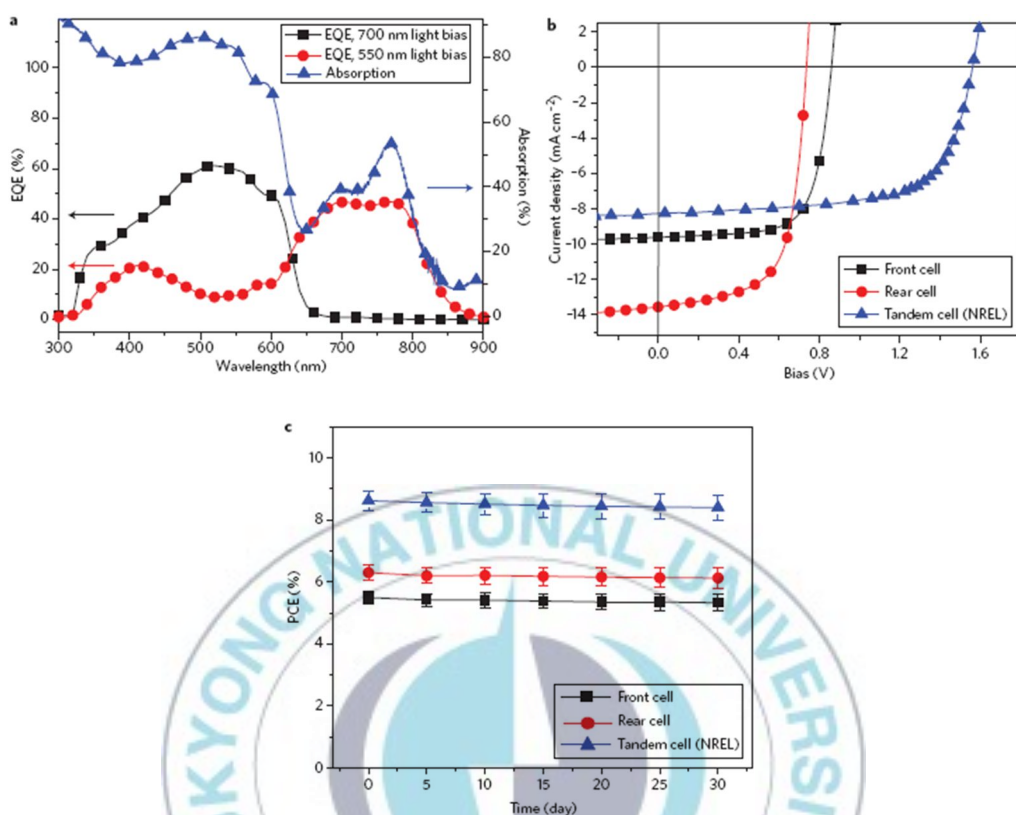 a
EQE, 700 nm light bias
EQE, 550 nm light bias
Absorption
100
80
60
40
20
0
EQE (%)
80
60
40
20
0
Absorption (%)
300 400 500 600 700 800 900
Wavelength (nm)
b
2
0
-2
-4
-6
-8
-10
-12
-14
Current density (mA cm-2)
Front cell
Rear cell
Tandem cell (NREL)
0.0 0.4 0.8 1.2 1.6
Bias (V)
c
10
8
6
4
2
0
PCE (%)
Front cell
Rear cell
Tandem cell (NREL)
0 5 10 15 20 25 30
Time (day)
KYONG NATIONAL UNIVERSI